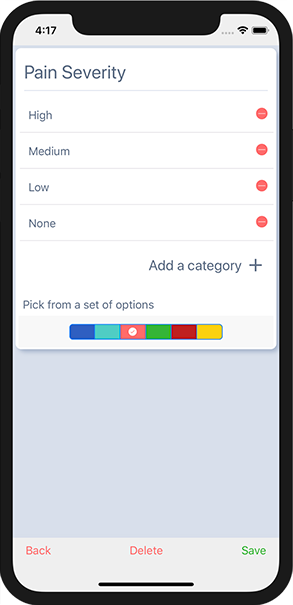 4:17
Pain Severity
High
Medium
Low
None
Add a category
Pick from a set of options
Back Delete Save